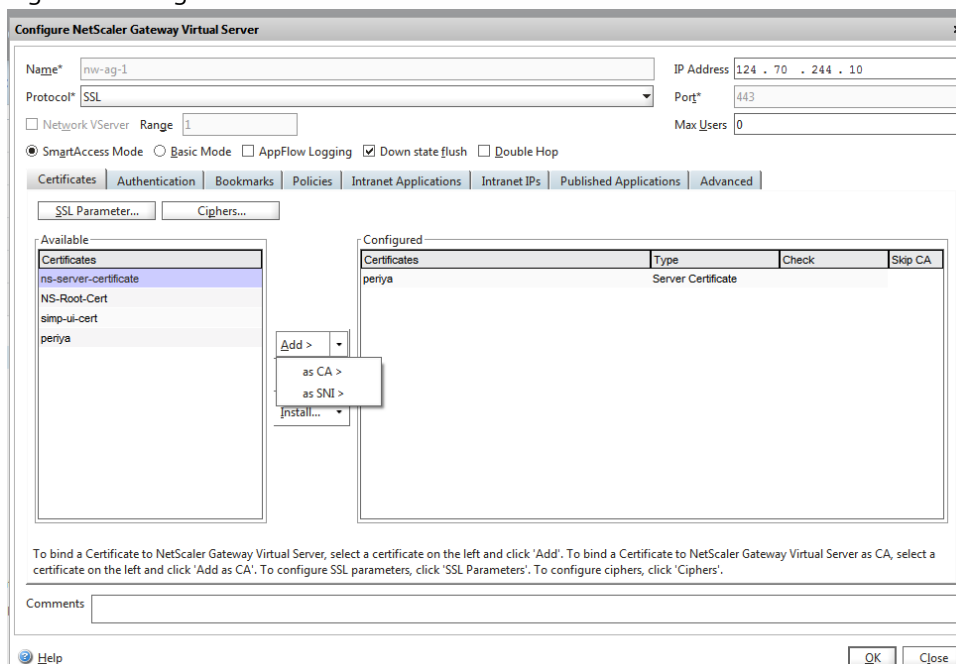 Configure NetScaler Gateway Virtual Server
Name* nw-ag-1 IP Address 124 . 70 . 244 . 10
Protocol* SSL Port* 443
Network VServer Range 1 Max Users 0
SmartAccess Mode Basic Mode AppFlow Logging Down state flush Double Hop
Certificates Authentication Bookmarks Policies Intranet Applications Intranet IPs Published Applications Advanced
SSL Parameter... Ciphers...
Available Configured
Certificates Certificates Type Check Skip CA
ns-server-certificate periya Server Certificate
NS-Root-Cert
simp-ui-cert
periya
Add >
as CA >
as SNI >
Install...
To bind a Certificate to NetScaler Gateway Virtual Server, select a certificate on the left and click 'Add'. To bind a Certificate to NetScaler Gateway Virtual Server as CA, select a
certificate on the left and click 'Add as CA'. To configure SSL parameters, click 'SSL Parameters'. To configure ciphers, click 'Ciphers'.
Comments
Help OK Close